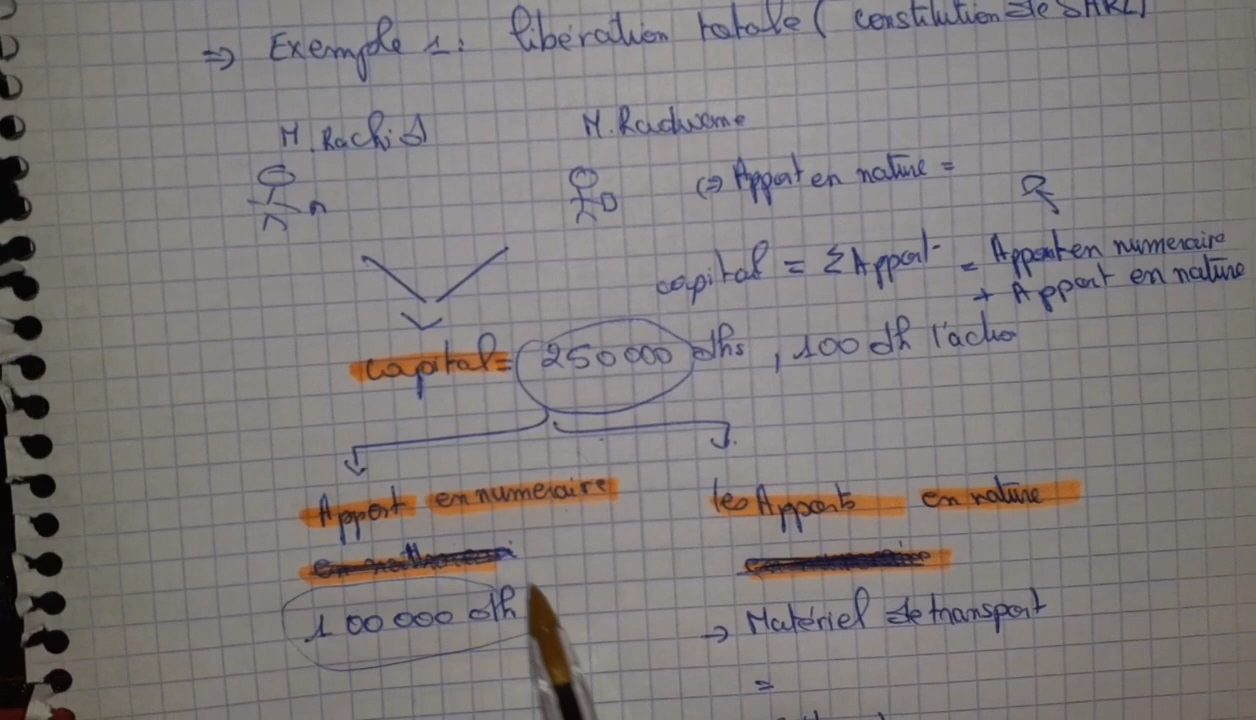 => Exemple 1: libération totale ( constitution de SARL)
M. Rachid
M. Radwane
(=> Apport en nature =
capital = Σ Apport = Apport en numeraire
+ Apport en nature
capital = 250 000 dhs , 100 dh l'actio
Apport en numeraire
les Apports en nature
100 000 dh
-> Matériel de transport
=